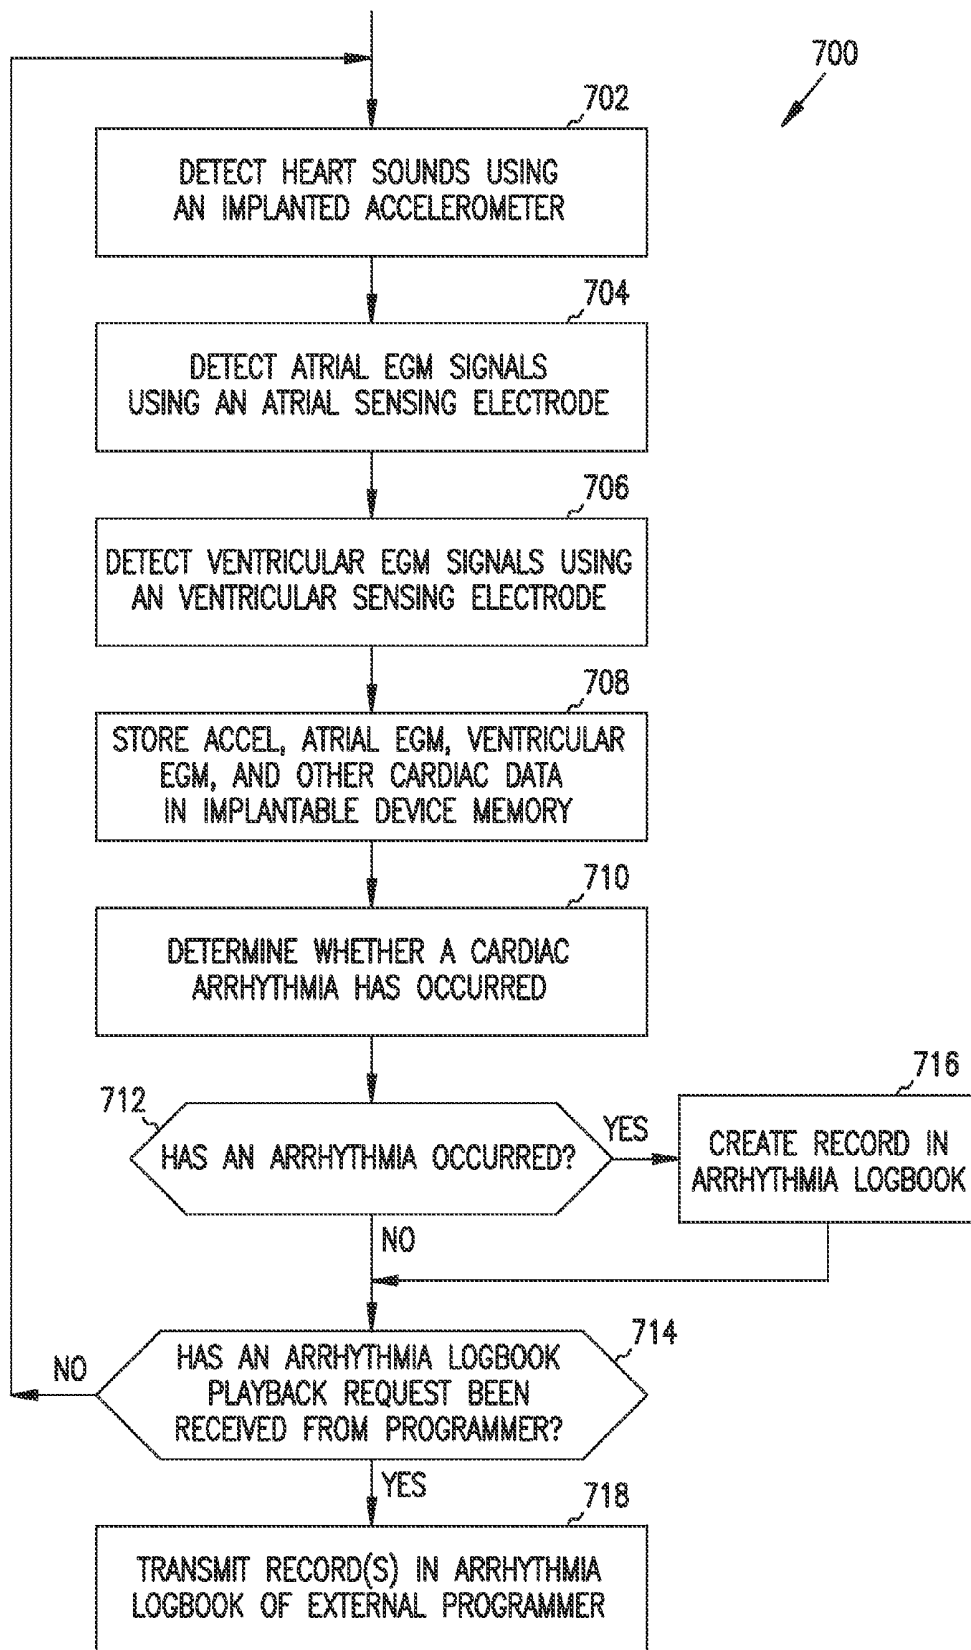 700
702
DETECT HEART SOUNDS USING
AN IMPLANTED ACCELEROMETER
704
DETECT ATRIAL EGM SIGNALS
USING AN ATRIAL SENSING ELECTRODE
706
DETECT VENTRICULAR EGM SIGNALS USING
AN VENTRICULAR SENSING ELECTRODE
708
STORE ACCEL, ATRIAL EGM, VENTRICULAR
EGM, AND OTHER CARDIAC DATA
IN IMPLANTABLE DEVICE MEMORY
710
DETERMINE WHETHER A CARDIAC
ARRHYTHMIA HAS OCCURRED
712
HAS AN ARRHYTHMIA OCCURRED?
YES
716
CREATE RECORD IN
ARRHYTHMIA LOGBOOK
NO
714
HAS AN ARRHYTHMIA LOGBOOK
PLAYBACK REQUEST BEEN
RECEIVED FROM PROGRAMMER?
NO
YES
718
TRANSMIT RECORD(S) IN ARRHYTHMIA
LOGBOOK OF EXTERNAL PROGRAMMER